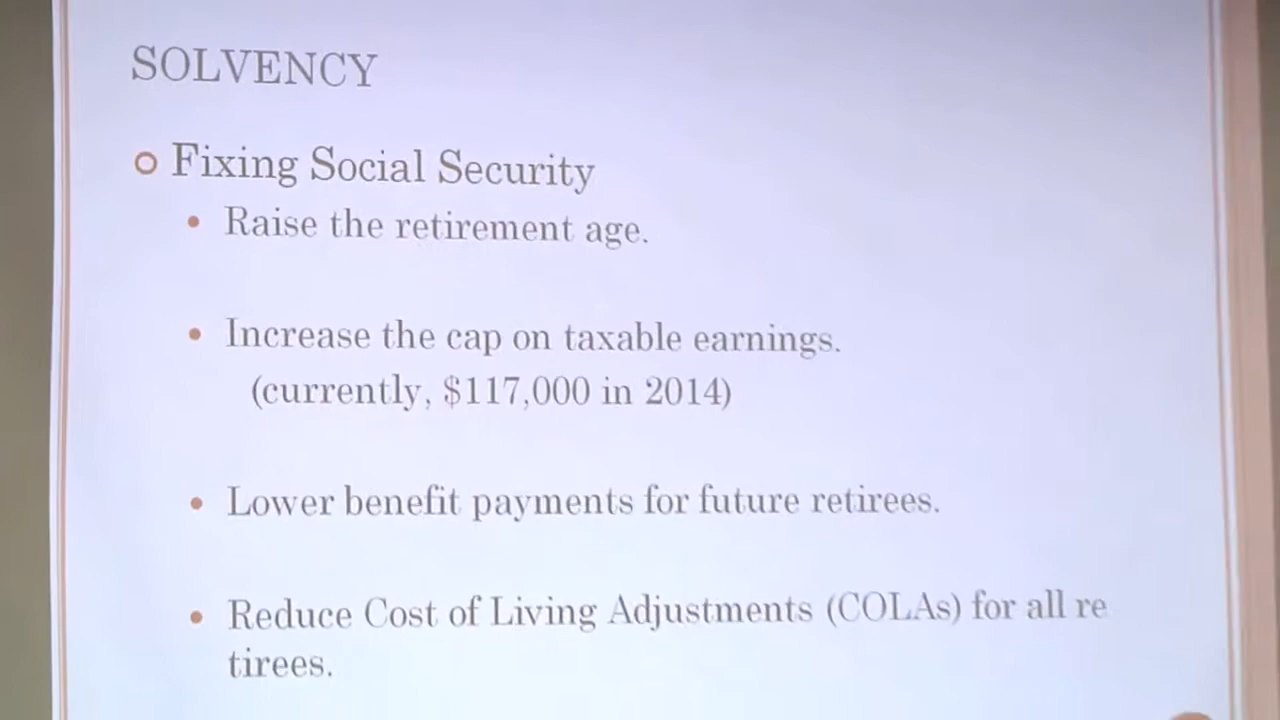 SOLVENCY
Fixing Social Security
Raise the retirement age.
Increase the cap on taxable earnings.
(currently, $117,000 in 2014)
Lower benefit payments for future retirees.
Reduce Cost of Living Adjustments (COLAs) for all re
tirees.